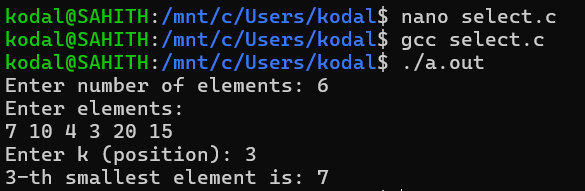 kodal@SAHITH:/mnt/c/Users/kodal$ nano select.c
kodal@SAHITH:/mnt/c/Users/kodal$ gcc select.c
kodal@SAHITH:/mnt/c/Users/kodal$ ./a.out
Enter number of elements: 6
Enter elements:
7 10 4 3 20 15
Enter k (position): 3
3-th smallest element is: 7